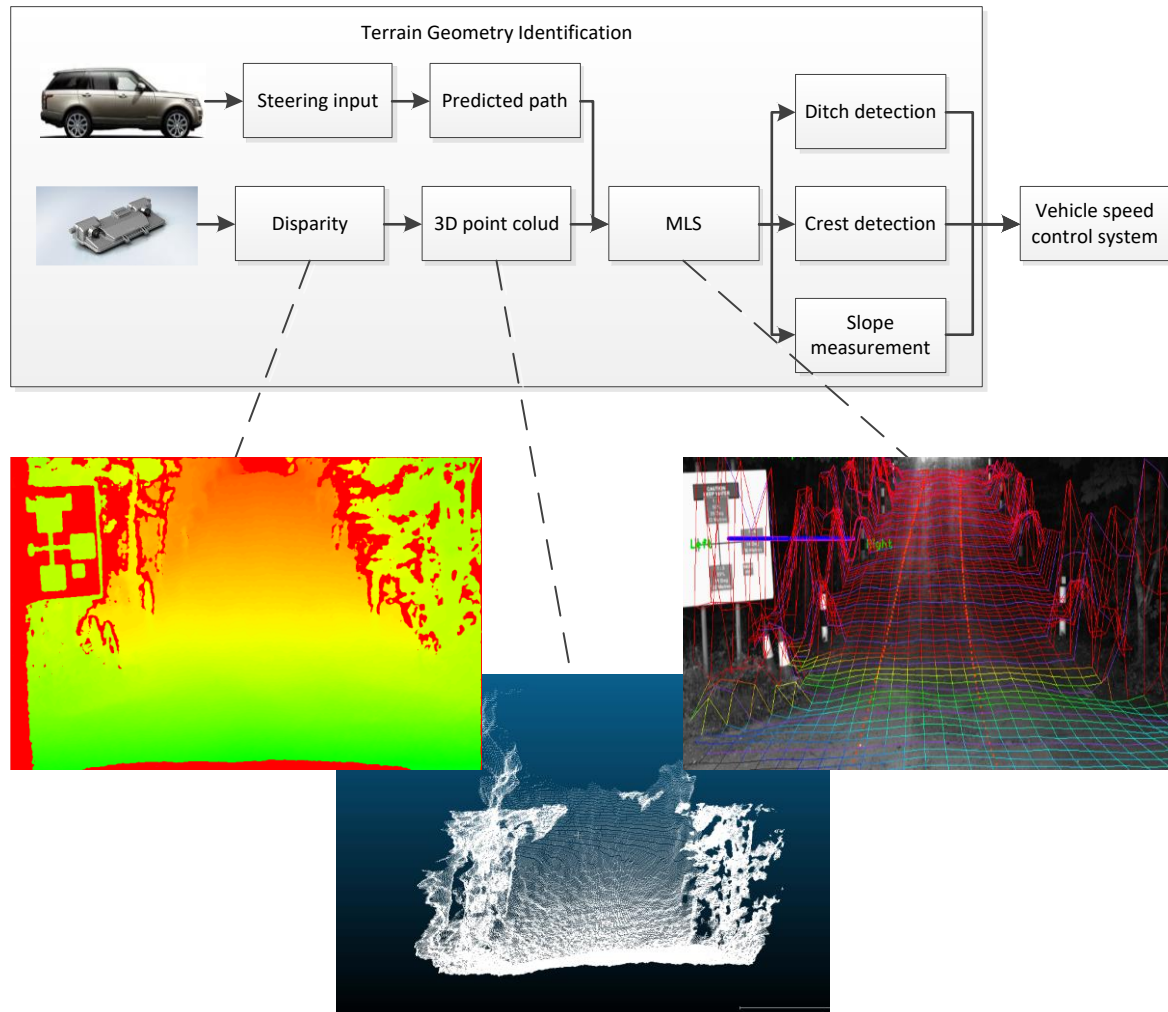 Terrain Geometry Identification
Steering input
Predicted path
Ditch detection
Disparity
3D point colud
MLS
Crest detection
Vehicle speed
control system
Slope
measurement
CAUTION
Left
Right